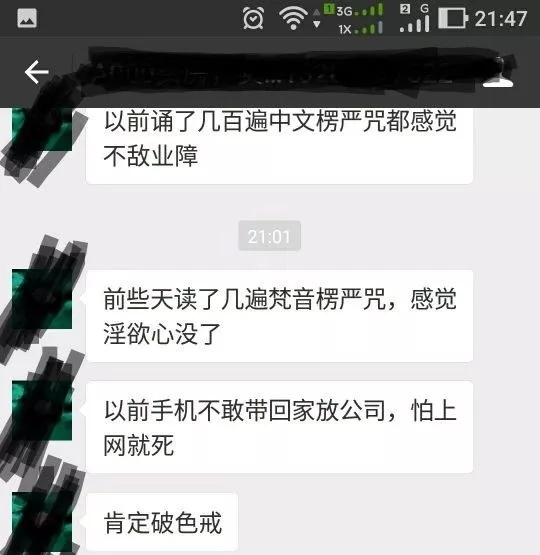 3G
1X
2
G
21:47
以前诵了几百遍中文楞严咒都感觉
不敌业障
21:01
前些天读了几遍梵音楞严咒，感觉
淫欲心没了
以前手机不敢带回家放公司，怕上
网就死
肯定破色戒